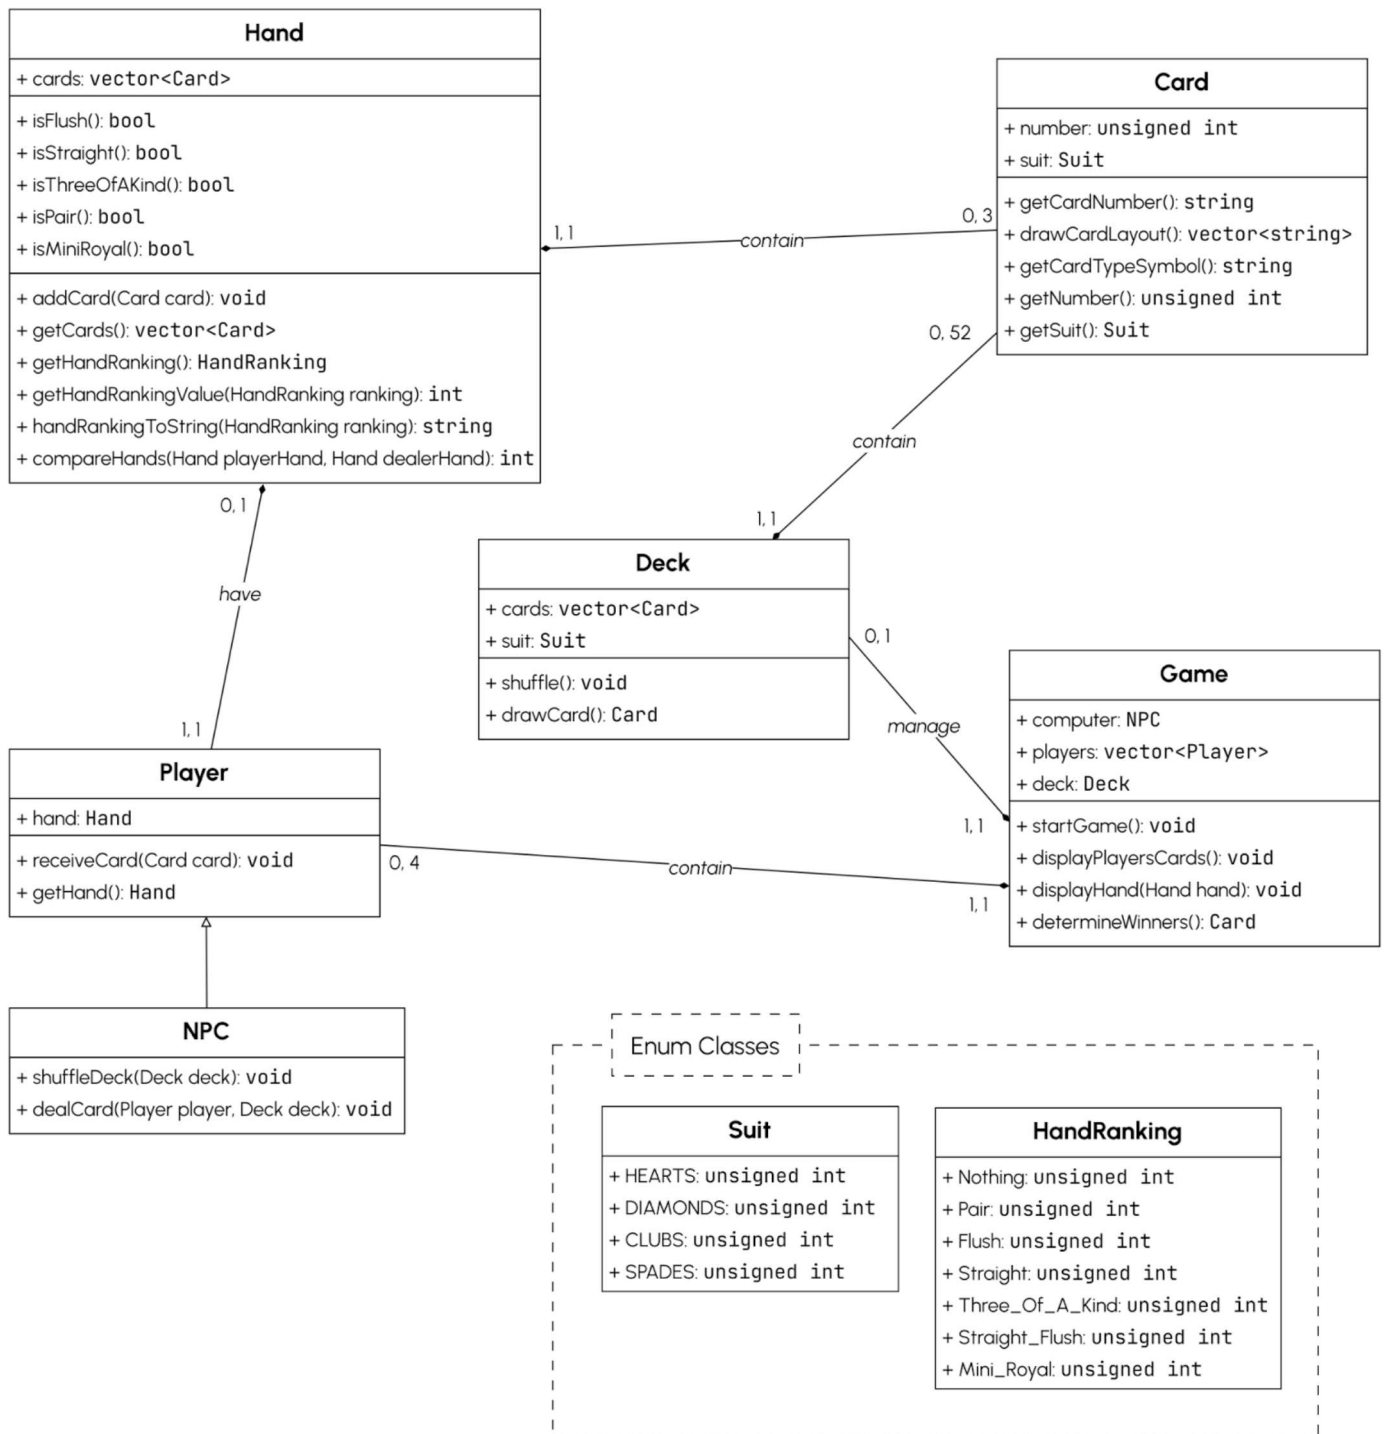 Hand
+ cards: vector<Card>
+ isFlush(): bool
+ isStraight(): bool
+ isThreeOfAKind(): bool
+ isPair(): bool
+ isMiniRoyal(): bool
+ addCard(Card card): void
+ getCards(): vector<Card>
+ getHandRanking(): HandRanking
+ getHandRankingValue(HandRanking ranking): int
+ handRankingToString(HandRanking ranking): string
+ compareHands(Hand playerHand, Hand dealerHand): int
Card
+ number: unsigned int
+ suit: Suit
+ getCardNumber(): string
+ drawCardLayout(): vector<string>
+ getCardTypeSymbol(): string
+ getNumber(): unsigned int
+ getSuit(): Suit
1, 1
contain
0, 3
0, 52
contain
1, 1
0, 1
have
1, 1
Deck
+ cards: vector<Card>
+ suit: Suit
+ shuffle(): void
+ drawCard(): Card
0, 1
manage
1, 1
Game
+ computer: NPC
+ players: vector<Player>
+ deck: Deck
+ startGame(): void
+ displayPlayersCards(): void
+ displayHand(Hand hand): void
+ determineWinners(): Card
Player
+ hand: Hand
+ receiveCard(Card card): void
+ getHand(): Hand
0, 4
contain
1, 1
NPC
+ shuffleDeck(Deck deck): void
+ dealCard(Player player, Deck deck): void
Enum Classes
Suit
+ HEARTS: unsigned int
+ DIAMONDS: unsigned int
+ CLUBS: unsigned int
+ SPADES: unsigned int
HandRanking
+ Nothing: unsigned int
+ Pair: unsigned int
+ Flush: unsigned int
+ Straight: unsigned int
+ Three_Of_A_Kind: unsigned int
+ Straight_Flush: unsigned int
+ Mini_Royal: unsigned int